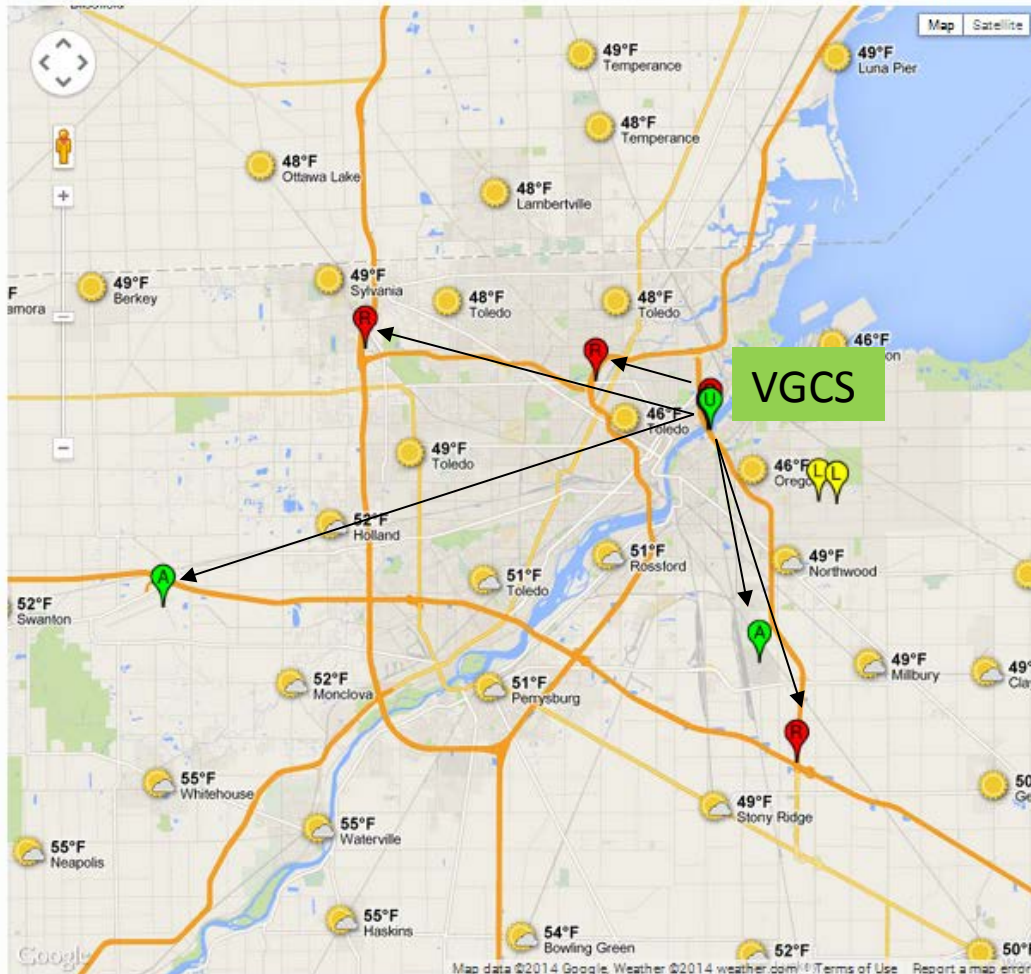 Map
Satellite
49°F
Temperance
49°F
Luna Pier
48°F
Temperance
48°F
Ottawa Lake
48°F
Lambertville
49°F
Berkey
49°F
Sylvania
48°F
Toledo
48°F
Toledo
46°F
F
amora
R
R
VGCS
U
46°F
Toledo
49°F
Toledo
46°F
L
L
52°F
Holland
51°F
Rossford
49°F
Northwood
A
51°F
Toledo
52°F
Swanton
A
49°F
Millbury
52°F
Monclova
51°F
Perrysburg
R
55°F
Whitehouse
49°F
Stony Ridge
55°F
Waterville
55°F
Neapolis
55°F
Haskins
54°F
Bowling Green
52°F
50°F
Google
Map data ©2014 Google, Weather ©2014 weather.com
Terms of Use
Report a map error